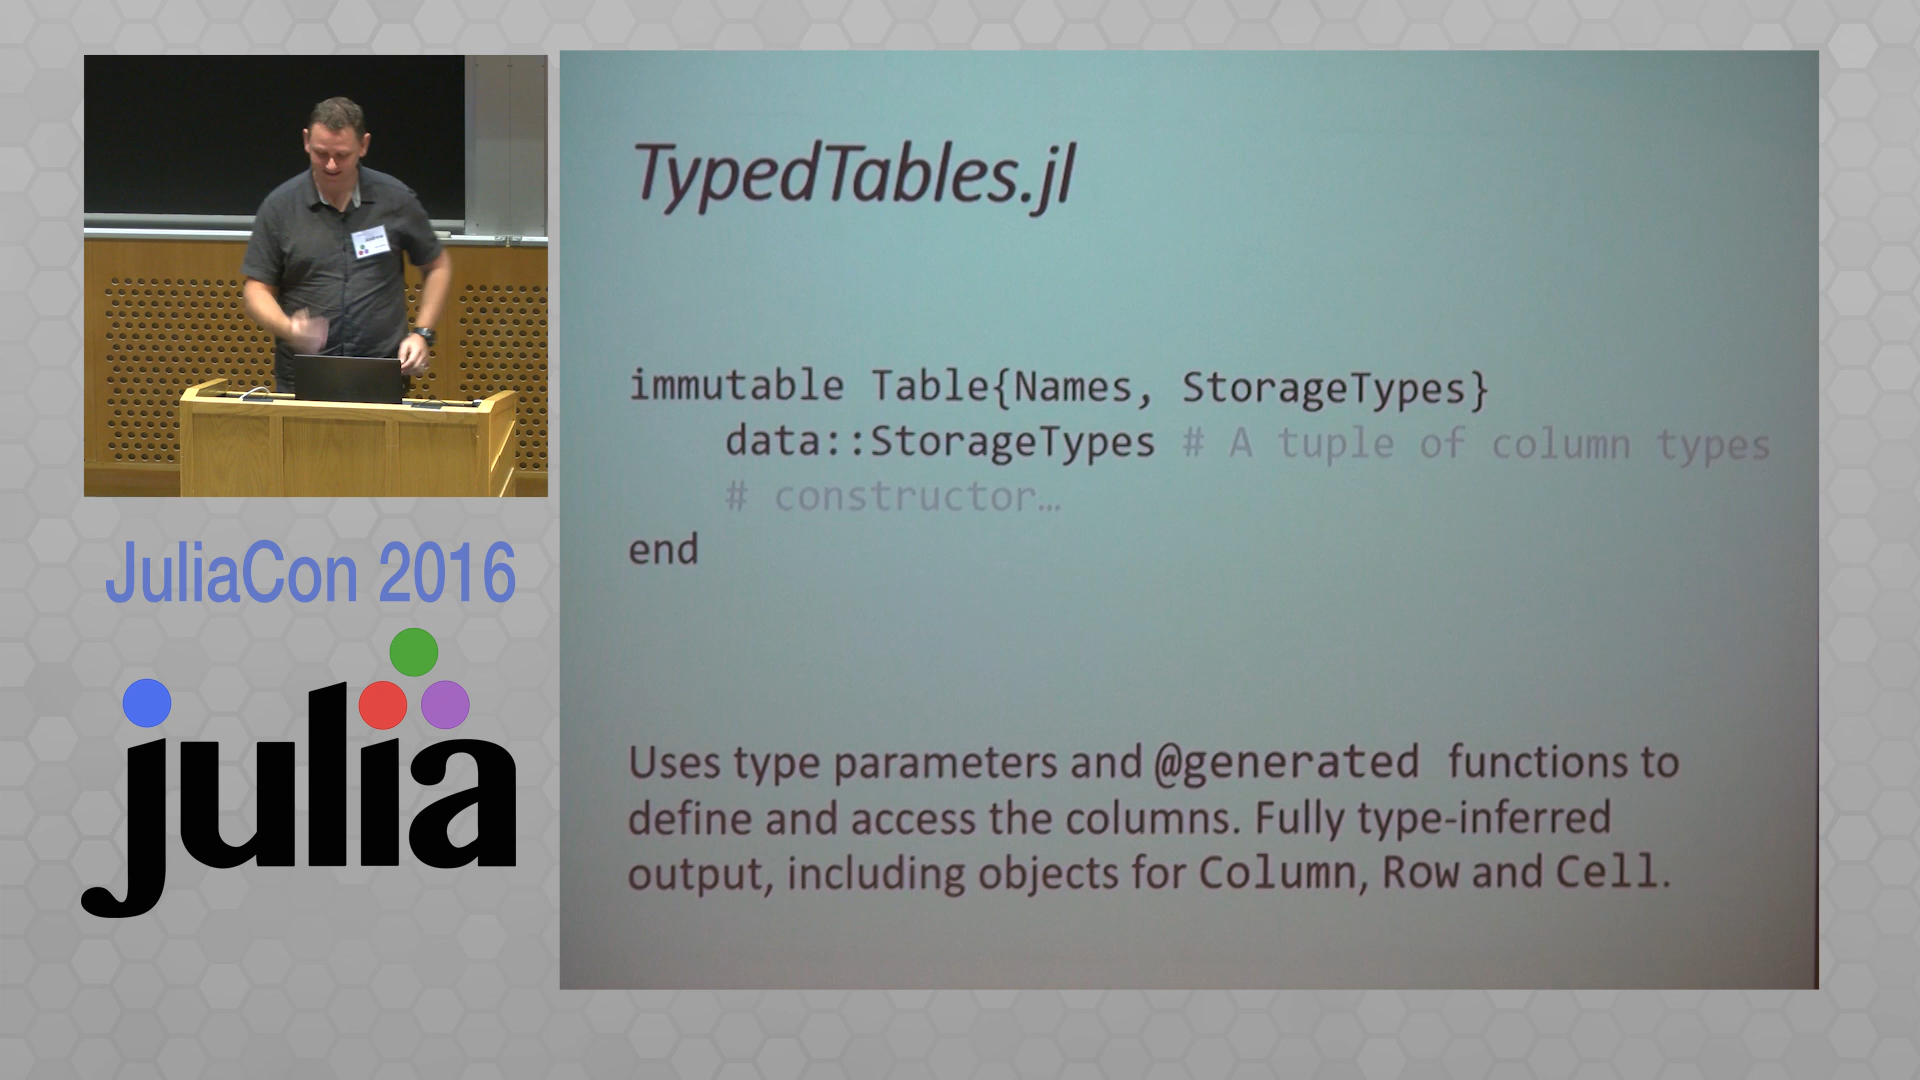 TypedTables.jl
immutable Table{Names, StorageTypes}
data::StorageTypes # A tuple of column types
# constructor…
end
Uses type parameters and @generated functions to
define and access the columns. Fully type-inferred
output, including objects for Column, Row and Cell.
JuliaCon 2016
julia